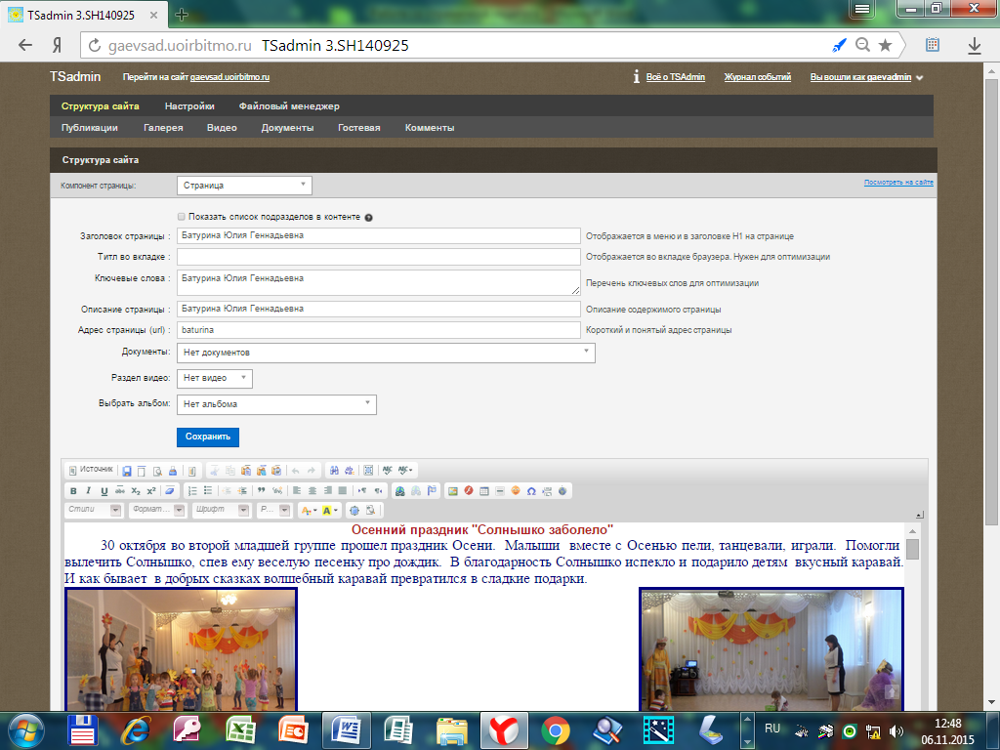 TSadmin 3.SH140925
gaevsad.uoirbitmo.ru TSadmin 3.SH140925
TSadmin Перейти на сайт gaevsad.uoirbitmo.ru Всё о TSAdmin Журнал событий Вы вошли как gaevadmin
Структура сайта Настройки Файловый менеджер
Публикации Галерея Видео Документы Гостевая Комменты
Структура сайта
Компонент страницы: Страница Посмотреть на сайте
Показать список подразделов в контенте
Заголовок страницы : Батурина Юлия Геннадьевна Отображается в меню и в заголовке H1 на странице
Титл во вкладке : Отображается во вкладке браузера. Нужен для оптимизации
Ключевые слова : Батурина Юлия Геннадьевна Перечень ключевых слов для оптимизации
Описание страницы : Батурина Юлия Геннадьевна Описание содержимого страницы
Адрес страницы (url) : baturina Короткий и понятый адрес страницы
Документы: Нет документов
Раздел видео: Нет видео
Выбрать альбом: Нет альбома
Сохранить
Источник
Стили Формат... Шрифт Р...
Осенний праздник "Солнышко заболело"
30 октября во второй младшей группе прошел праздник Осени. Малыши вместе с Осенью пели, танцевали, играли. Помогли
вылечить Солнышко, спев ему веселую песенку про дождик. В благодарность Солнышко испекло и подарило детям вкусный каравай.
И как бывает в добрых сказках волшебный каравай превратился в сладкие подарки.
RU 12:48
06.11.2015